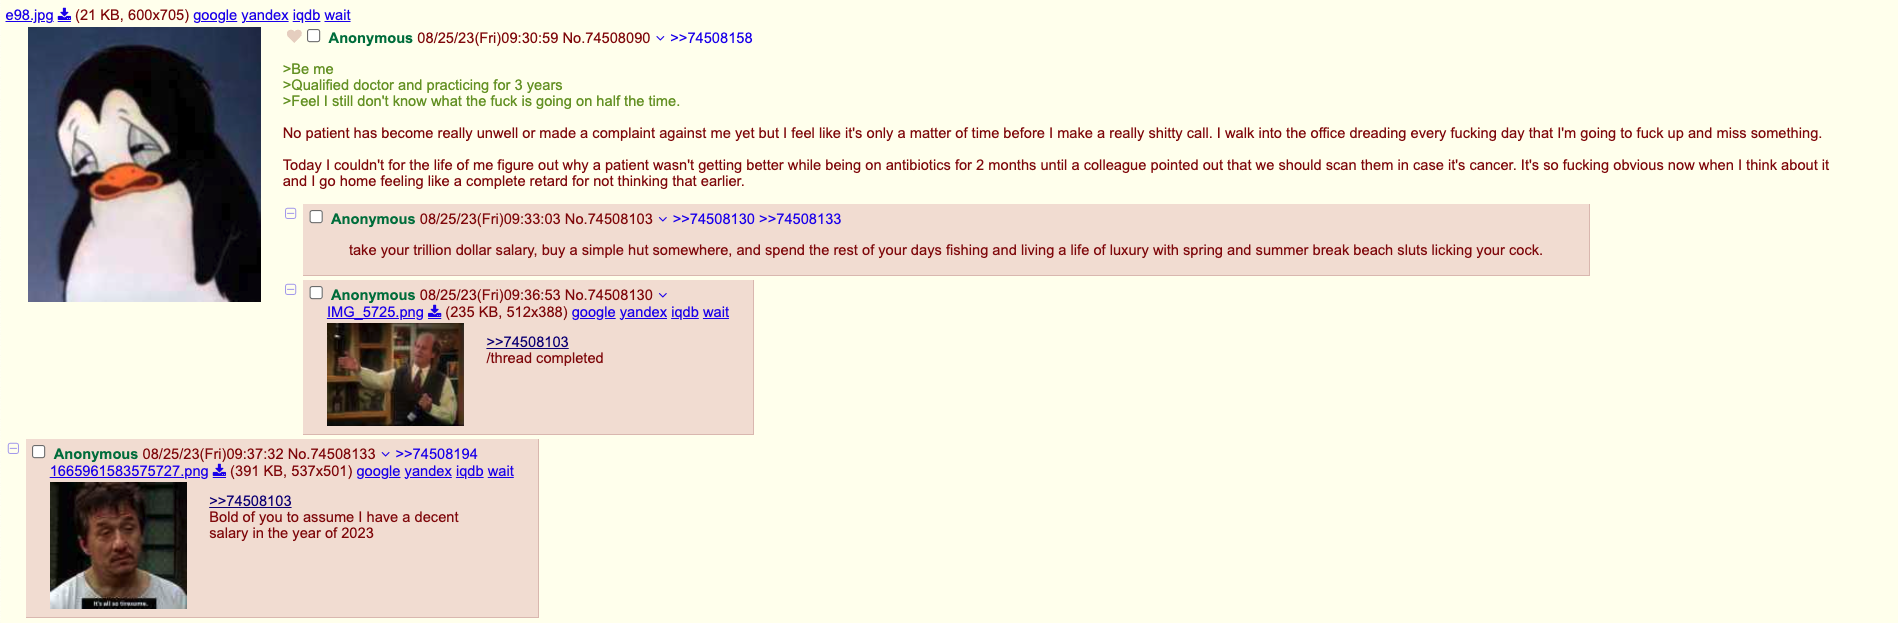 e98.jpg (21 KB, 600x705) google yandex iqdb wait
Anonymous 08/25/23(Fri)09:30:59 No.74508090 >>74508158
>Be me
>Qualified doctor and practicing for 3 years
>Feel I still don't know what the fuck is going on half the time.
No patient has become really unwell or made a complaint against me yet but I feel like it's only a matter of time before I make a really shitty call. I walk into the office dreading every fucking day that I'm going to fuck up and miss something.
Today I couldn't for the life of me figure out why a patient wasn't getting better while being on antibiotics for 2 months until a colleague pointed out that we should scan them in case it's cancer. It's so fucking obvious now when I think about it
and I go home feeling like a complete retard for not thinking that earlier.
Anonymous 08/25/23(Fri)09:33:03 No.74508103 >>74508130 >>74508133
take your trillion dollar salary, buy a simple hut somewhere, and spend the rest of your days fishing and living a life of luxury with spring and summer break beach sluts licking your cock.
Anonymous 08/25/23(Fri)09:36:53 No.74508130
IMG_5725.png (235 KB, 512x388) google yandex iqdb wait
>>74508103
/thread completed
Anonymous 08/25/23(Fri)09:37:32 No.74508133 >>74508194
1665961583575727.png (391 KB, 537x501) google yandex iqdb wait
>>74508103
Bold of you to assume I have a decent
salary in the year of 2023
It's all so tiresome.